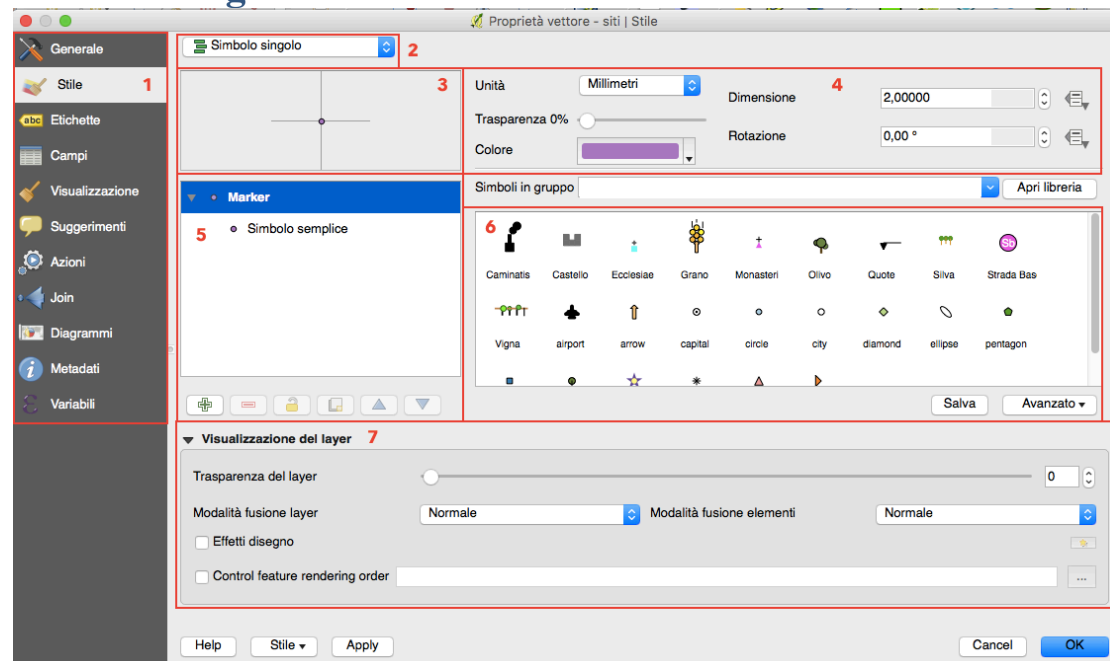 Proprietà vettore - siti | Stile
Generale
Stile 1
abc Etichette
Campi
Visualizzazione
Suggerimenti
Azioni
Join
Diagrammi
i Metadati
ε Variabili
Simbolo singolo 2
3
Unità Millimetri
Trasparenza 0%
Colore
Dimensione 4 2,00000
Rotazione 0,00 °
Marker
5 Simbolo semplice
Simboli in gruppo Apri libreria
6
Sb
Caminatis Castello Ecclesiae Grano Monasteri Olivo Quote Silva Strada Bas
Vigna airport arrow capital circle city diamond ellipse pentagon
Salva Avanzato
Visualizzazione del layer 7
Trasparenza del layer 0
Modalità fusione layer Normale Modalità fusione elementi Normale
Effetti disegno
Control feature rendering order ...
Help Stile Apply Cancel OK